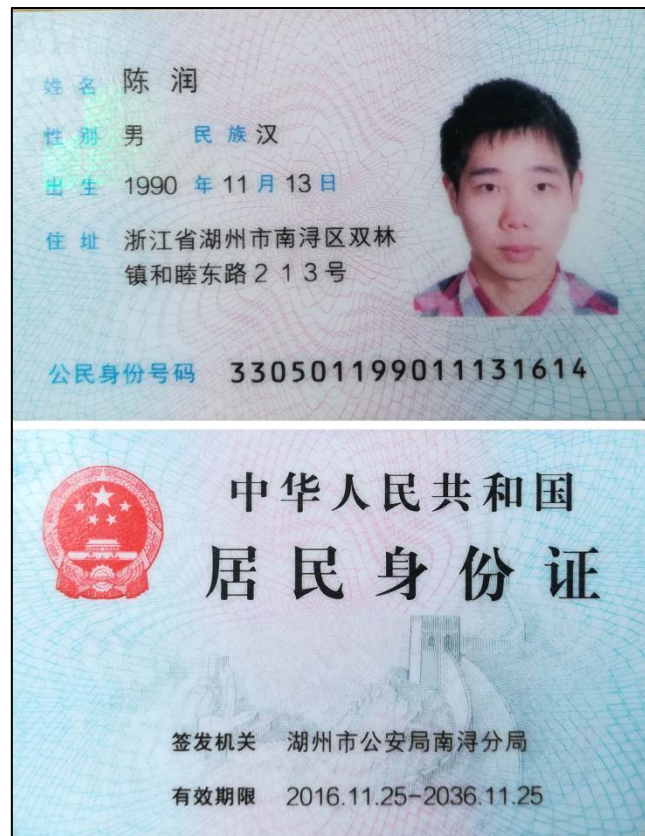 姓名 陈润
性别 男 民族 汉
出生 1990 年 11 月 13 日
住址 浙江省湖州市南浔区双林
镇和睦东路213号
公民身份号码 330501199011131614
中华人民共和国
居民身份证
签发机关 湖州市公安局南浔分局
有效期限 2016.11.25-2036.11.25